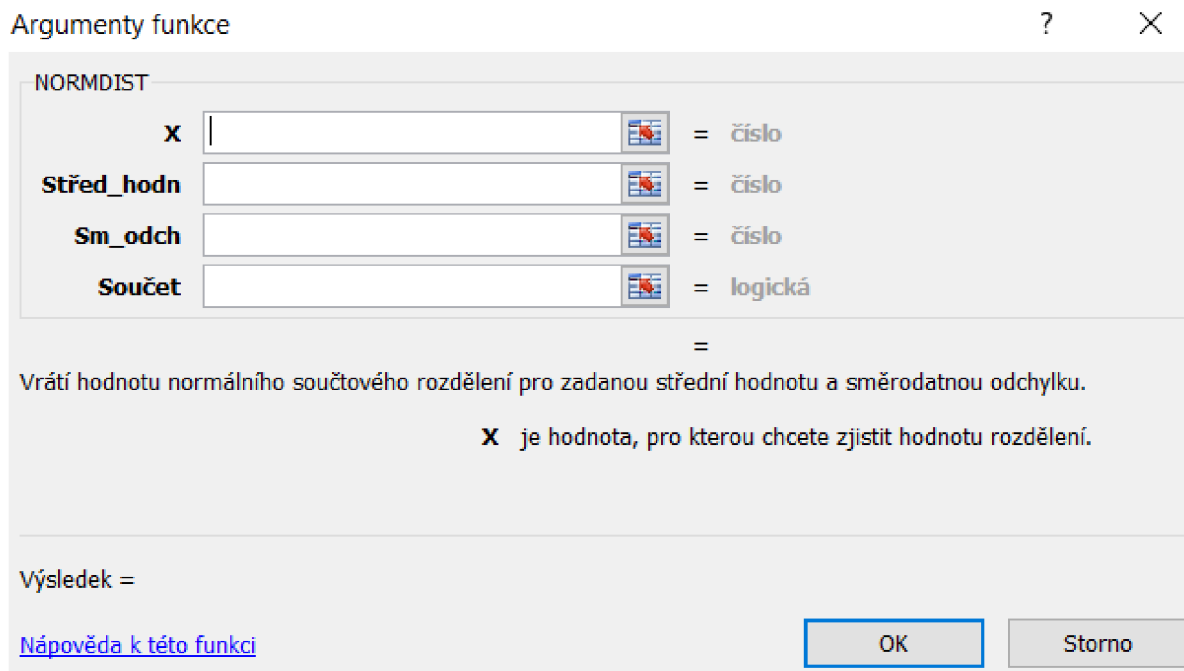 Argumenty funkce ? ×
NORMDIST
X = číslo
Střed_hodn = číslo
Sm_odch = číslo
Součet = logická
=
Vrátí hodnotu normálního součtového rozdělení pro zadanou střední hodnotu a směrodatnou odchylku.
X je hodnota, pro kterou chcete zjistit hodnotu rozdělení.
Výsledek =
Nápověda k této funkci OK Storno